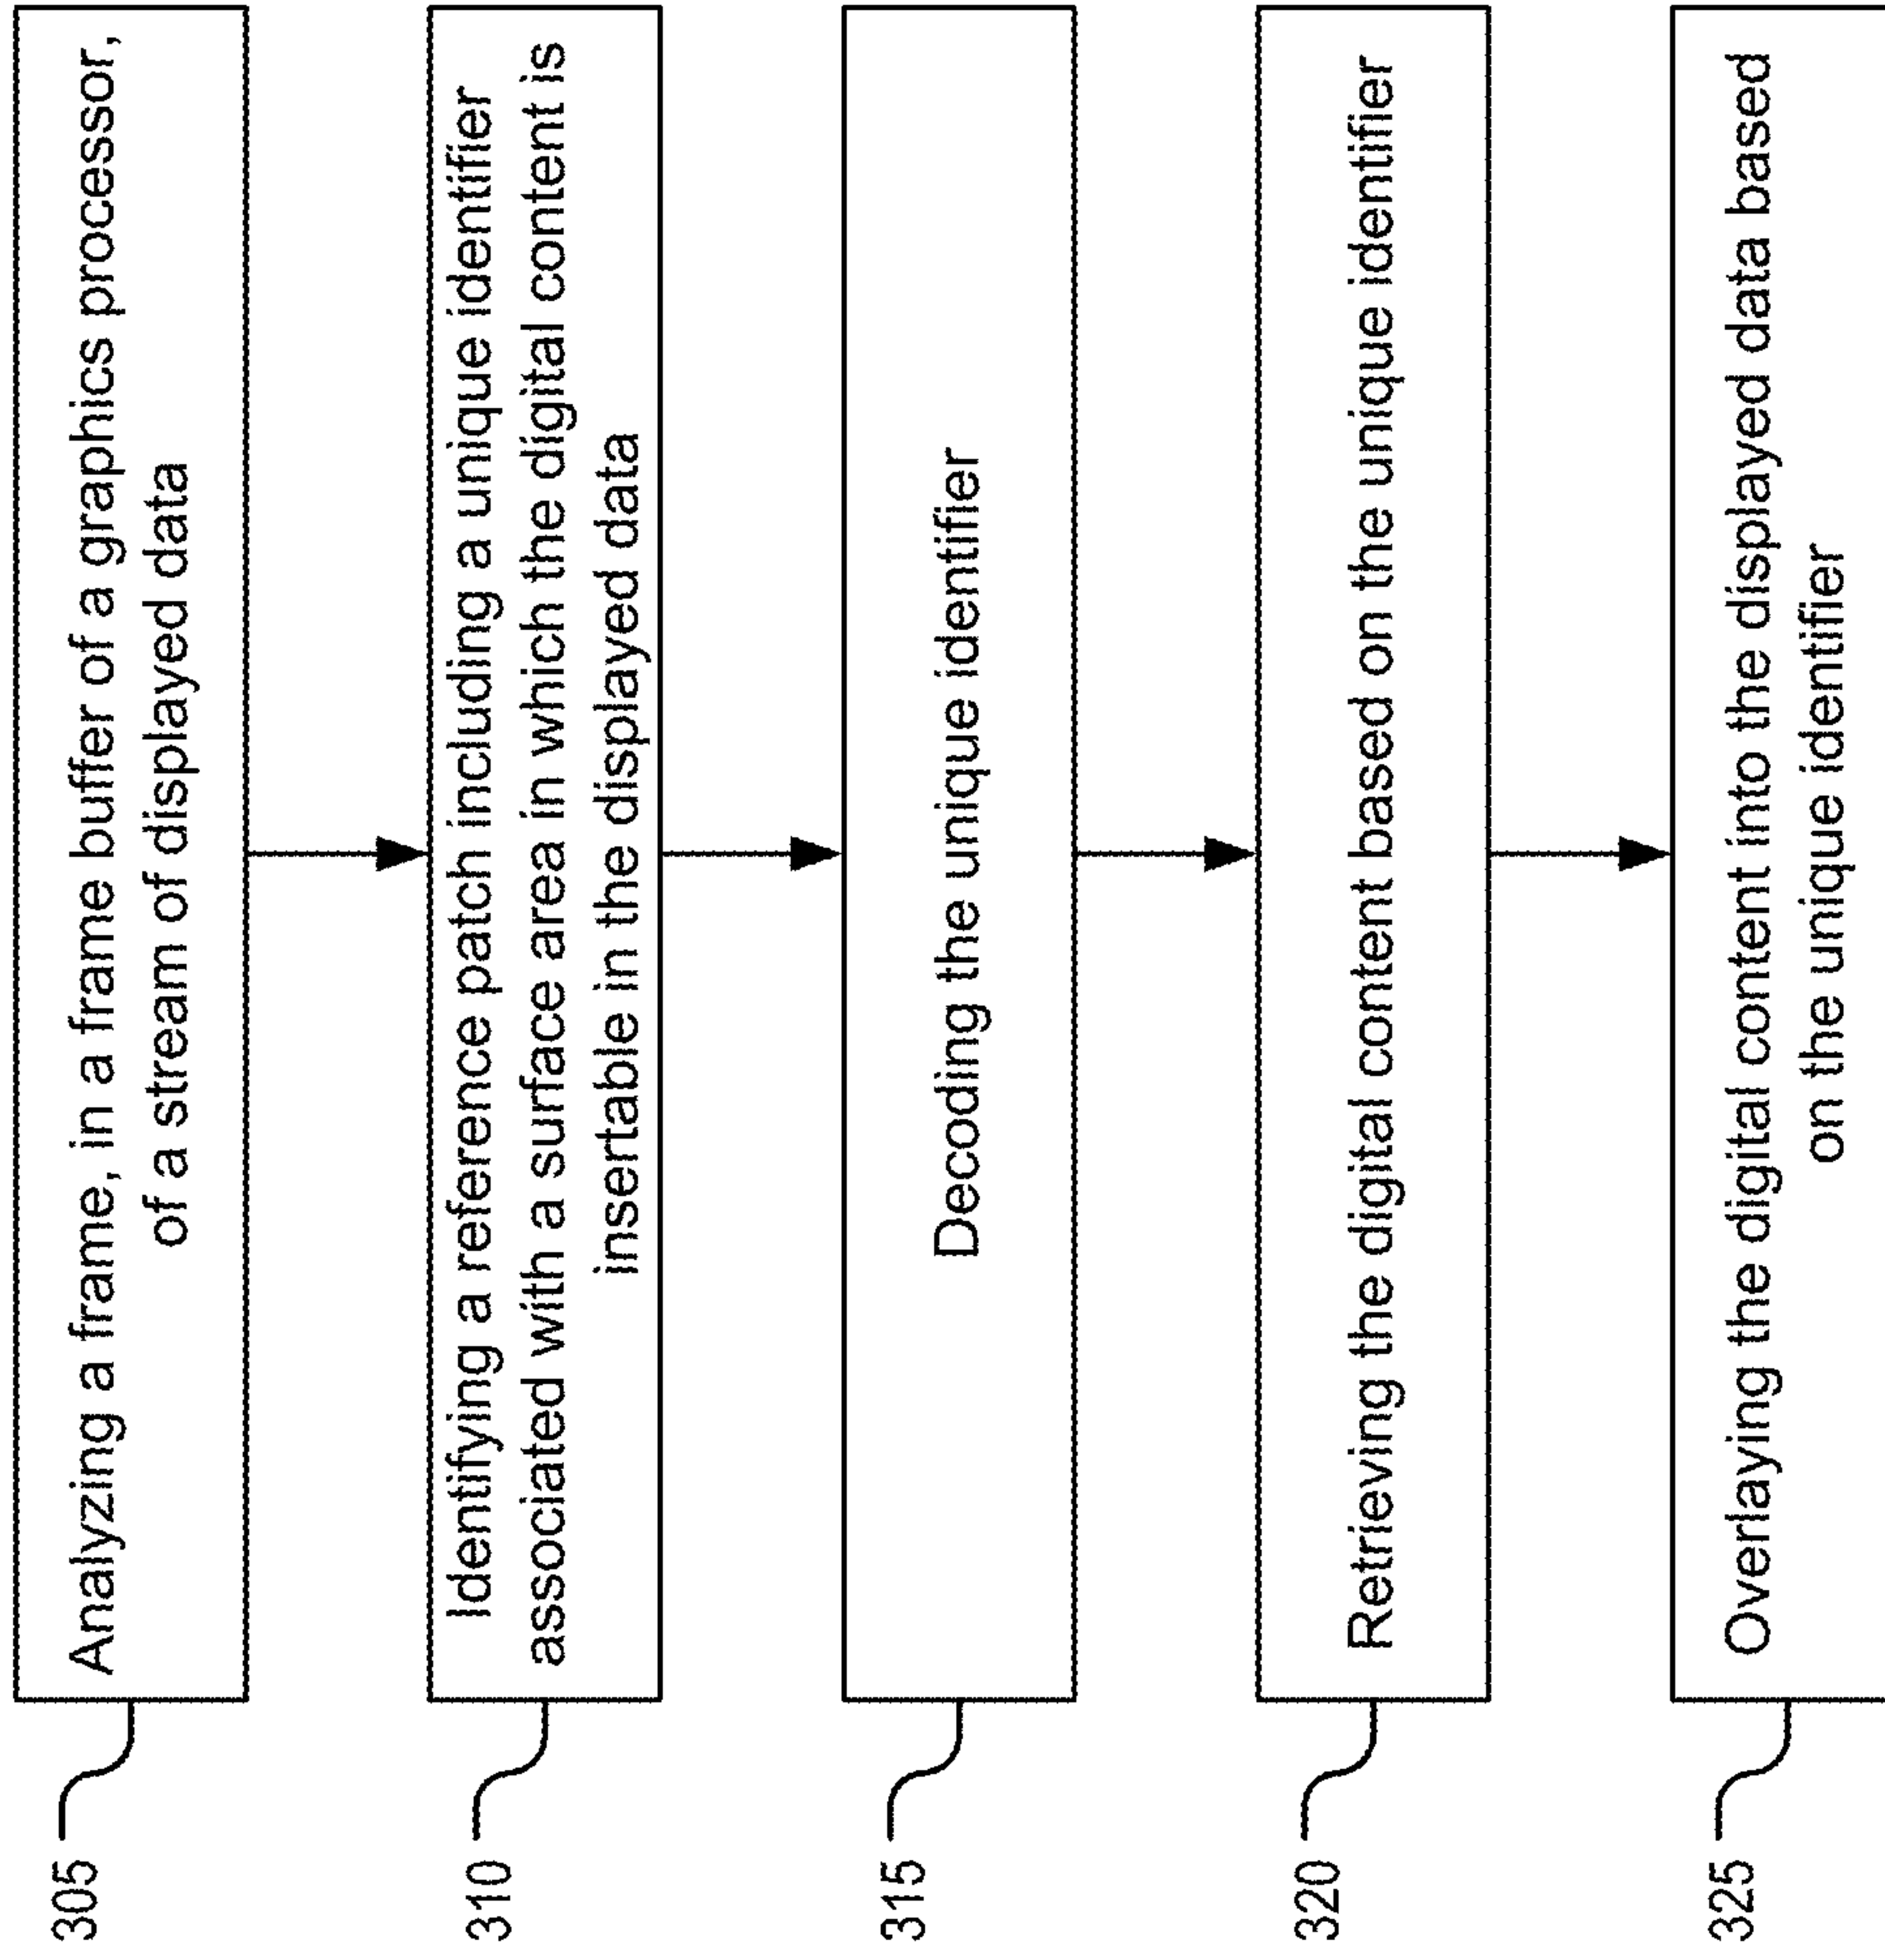 305
Analyzing a frame, in a frame buffer of a graphics processor,
of a stream of displayed data
310
Identifying a reference patch including a unique identifier
associated with a surface area in which the digital content is
insertable in the displayed data
315
Decoding the unique identifier
320
Retrieving the digital content based on the unique identifier
325
Overlaying the digital content into the displayed data based
on the unique identifier